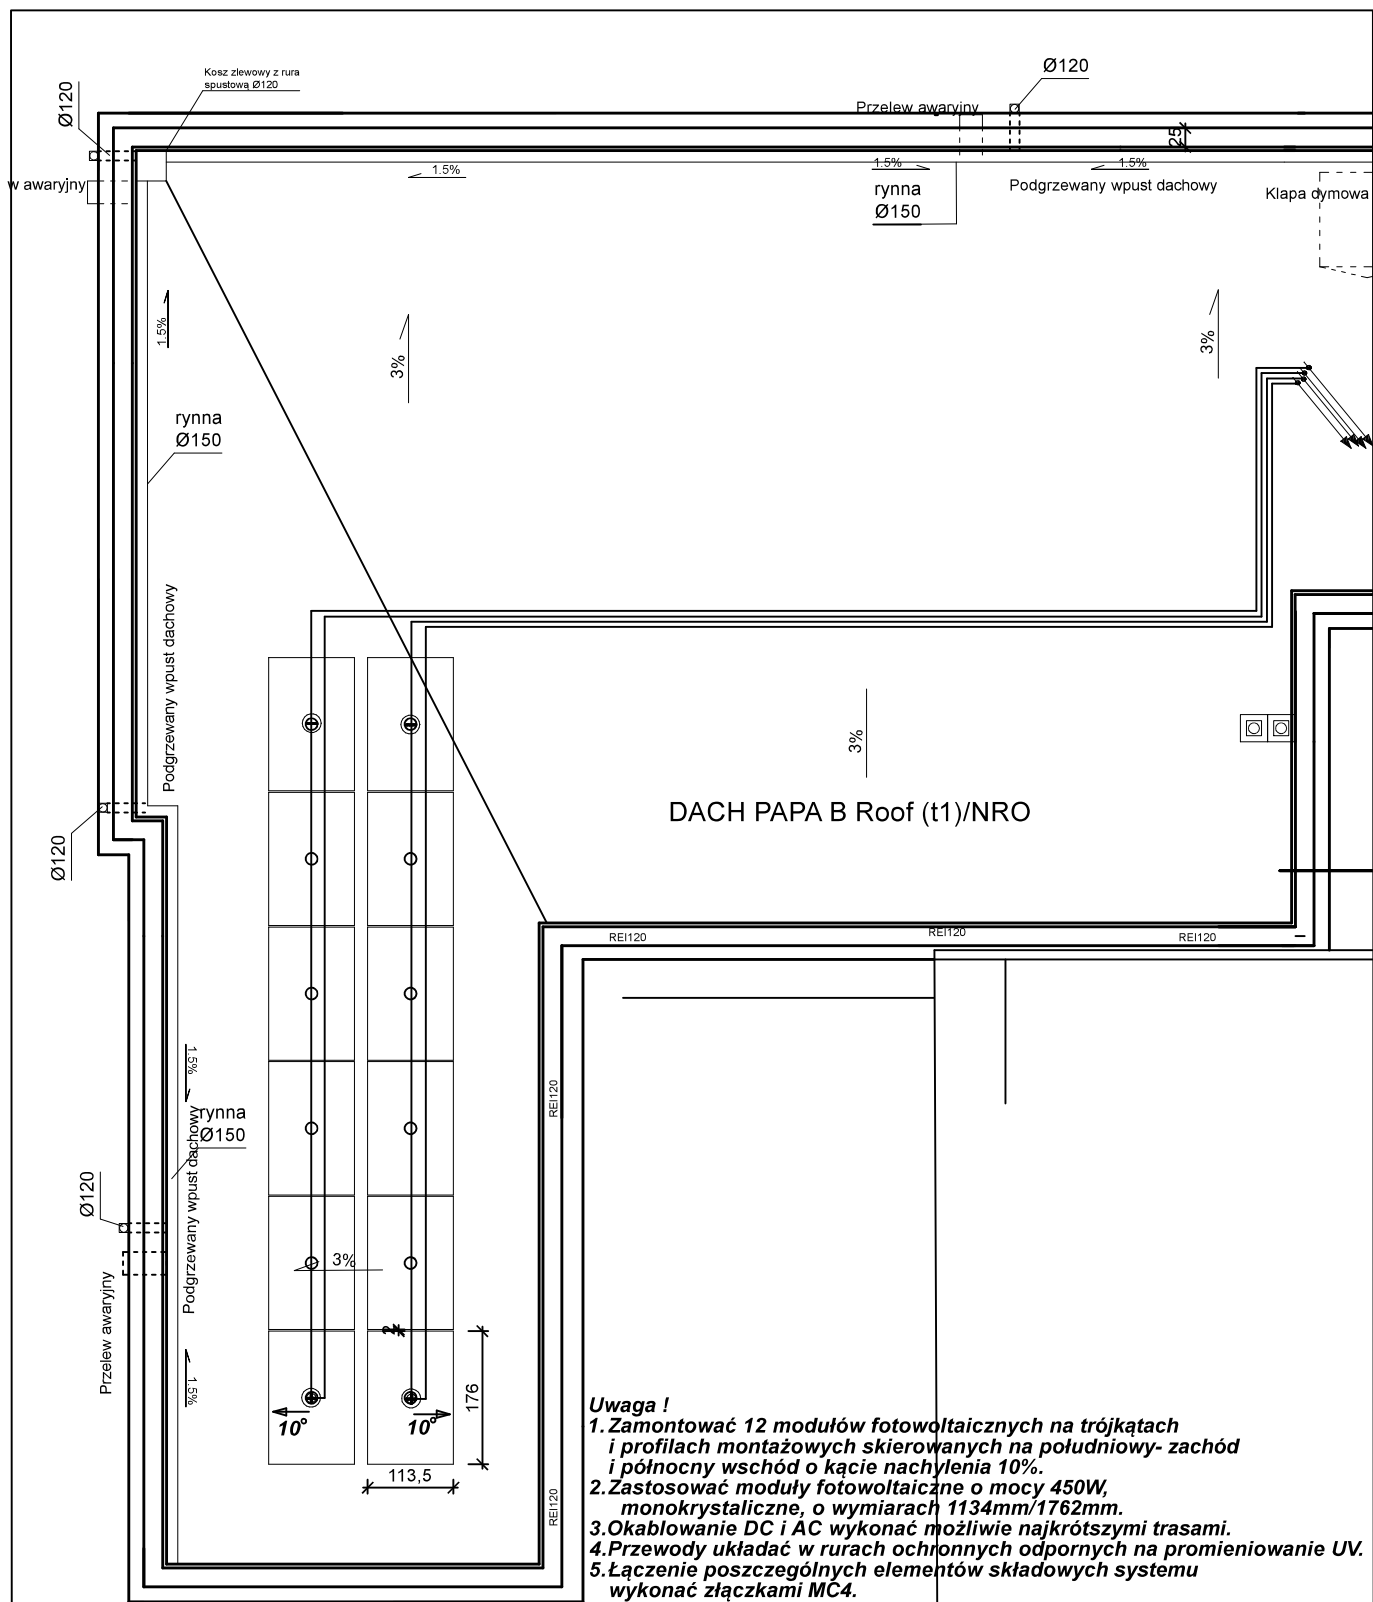 Kosz zlewowy z rura
spustową Ø120
Ø120
Przelew awaryjny
Ø120
25
w awaryjny
1.5%
1.5%
1.5%
rynna
Ø150
Podgrzewany wpust dachowy
Klapa dymowa
1.5%
3%
3%
rynna
Ø150
Podgrzewany wpust dachowy
3%
DACH PAPA B Roof (t1)/NRO
Ø120
REI120
REI120
REI120
1.5%
rynna
Ø150
Podgrzewany wpust dachowy
REI120
Ø120
3%
Przelew awaryjny
2
1.5%
176
10°
10°
113,5
REI120
Uwaga !
1. Zamontować 12 modułów fotowoltaicznych na trójkątach
i profilach montażowych skierowanych na południowy- zachód
i północny wschód o kącie nachylenia 10%.
2.Zastosować moduły fotowoltaiczne o mocy 450W,
monokrystaliczne, o wymiarach 1134mm/1762mm.
3.Okablowanie DC i AC wykonać możliwie najkrótszymi trasami.
4.Przewody układać w rurach ochronnych odpornych na promieniowanie UV.
5.Łączenie poszczególnych elementów składowych systemu
wykonać złączkami MC4.